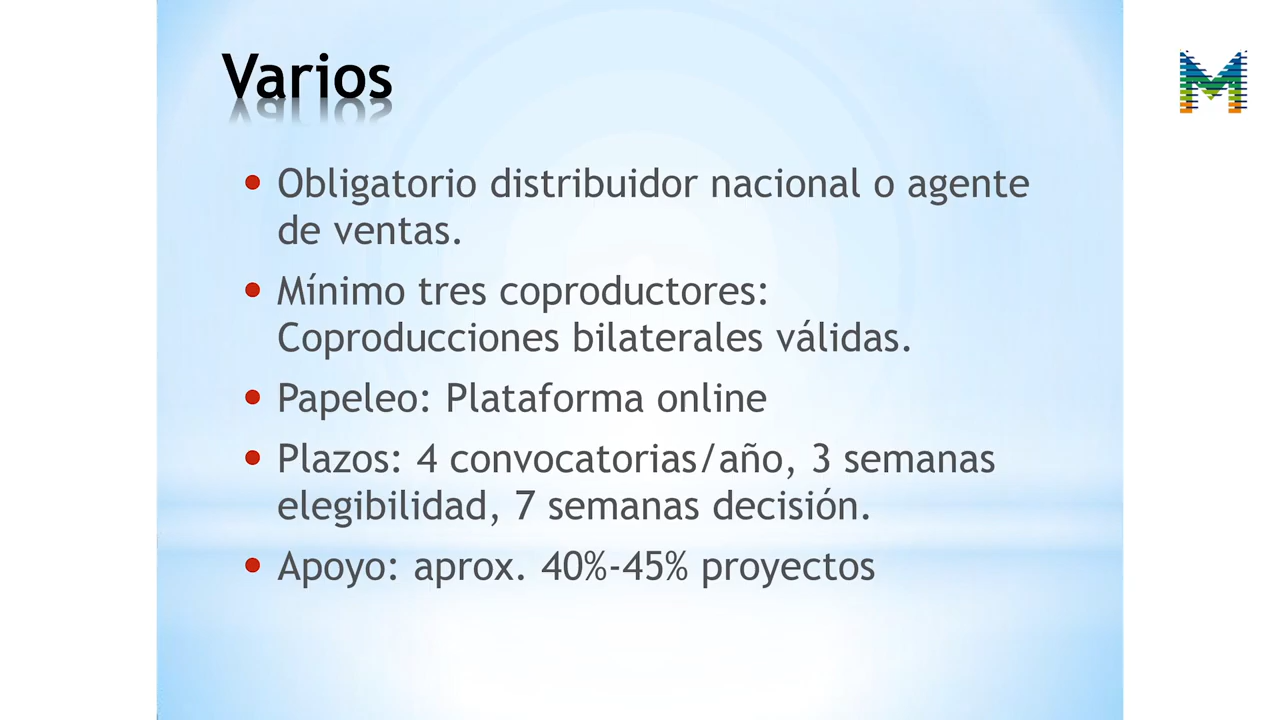 Varios
Obligatorio distribuidor nacional o agente
de ventas.
Mínimo tres coproductores:
Coproducciones bilaterales válidas.
Papeleo: Plataforma online
Plazos: 4 convocatorias/año, 3 semanas
elegibilidad, 7 semanas decisión.
Apoyo: aprox. 40%-45% proyectos
M